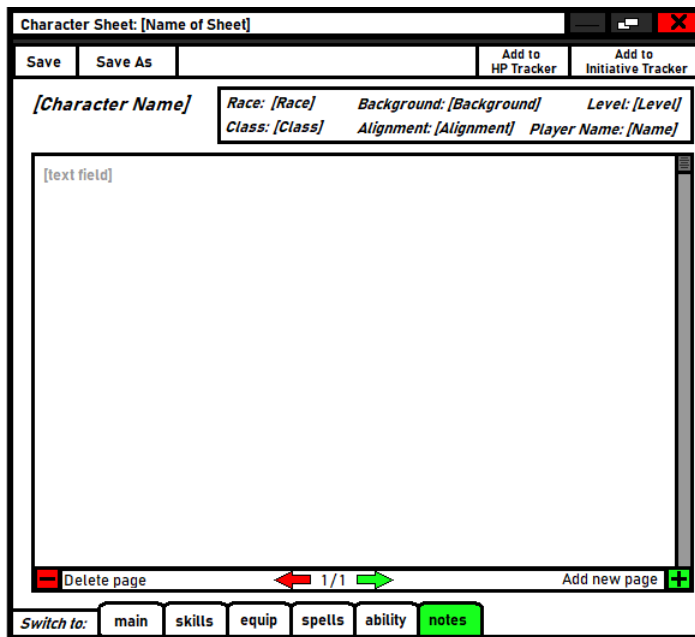 Character Sheet: [Name of Sheet]
Save Save As Add to HP Tracker Add to Initiative Tracker
[Character Name] Race: [Race] Background: [Background] Level: [Level]
Class: [Class] Alignment: [Alignment] Player Name: [Name]
[text field]
Delete page 1/1 Add new page
Switch to: main skills equip spells ability notes